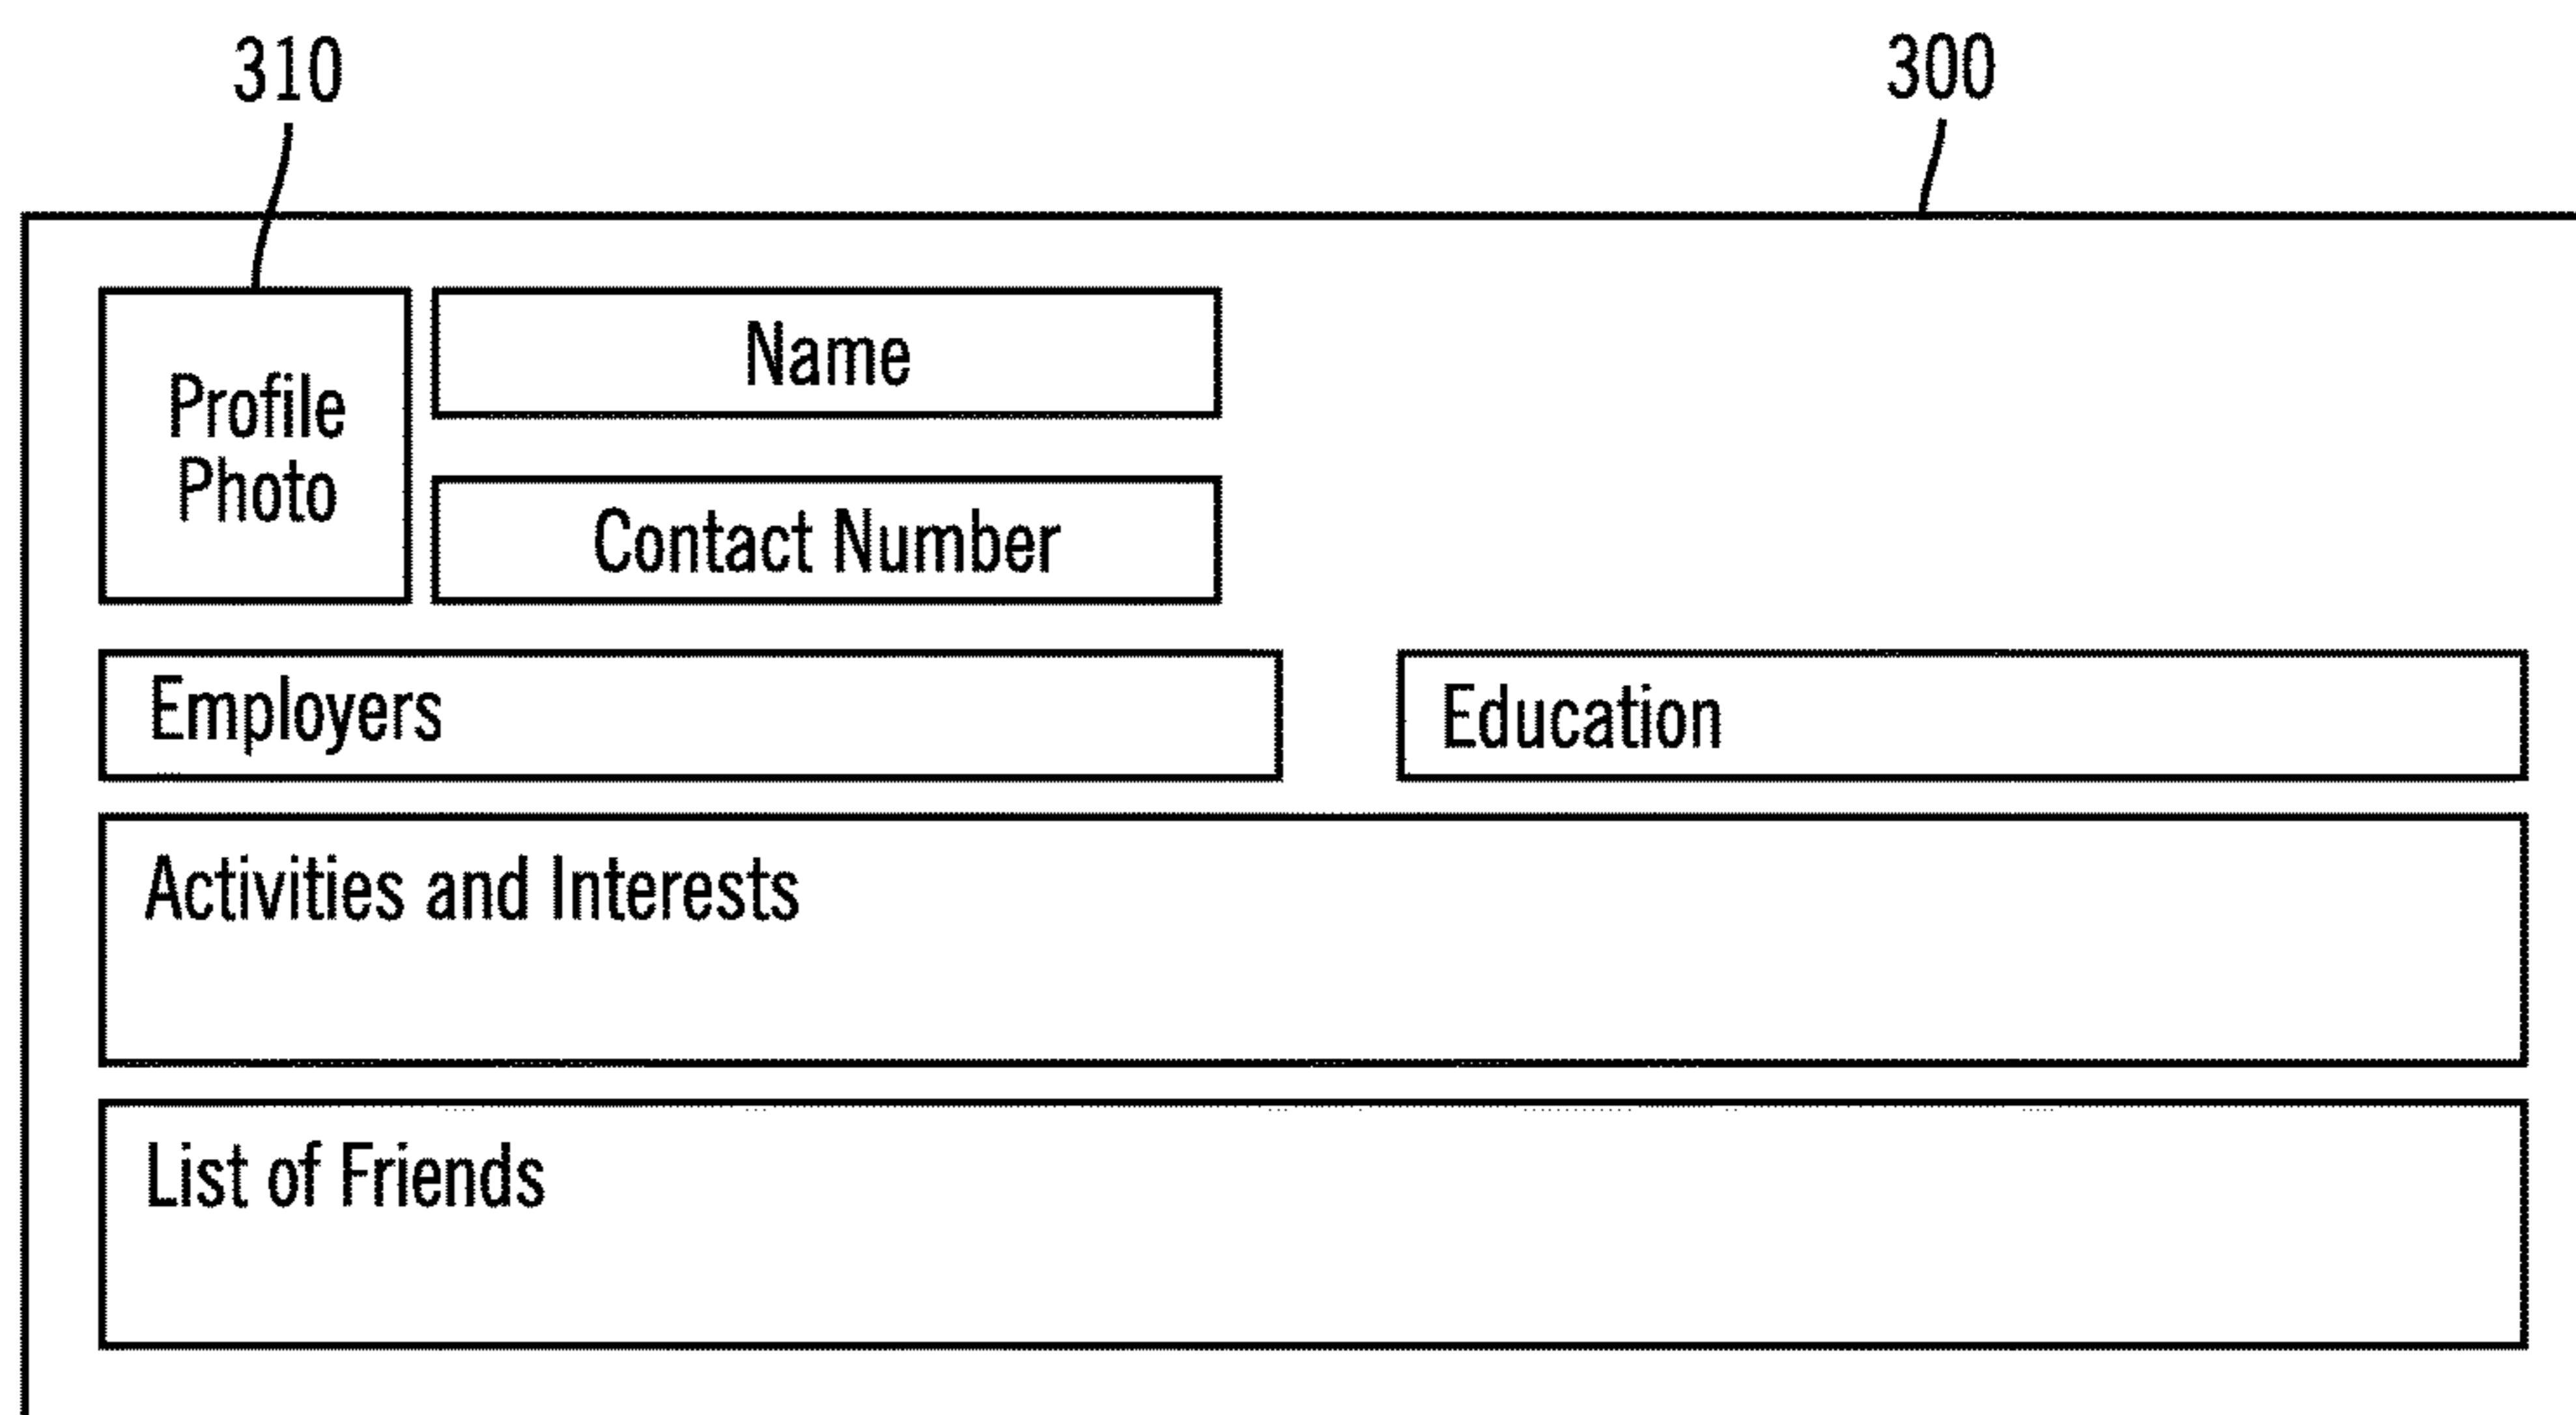 310
300
Profile
Photo
Name
Contact Number
Employers
Education
Activities and Interests
List of Friends